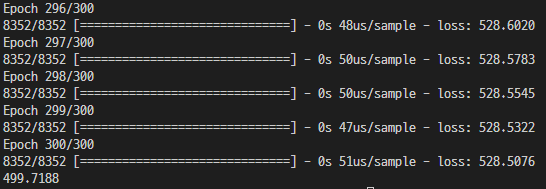 Epoch 296/300
8352/8352 [==============================] - 0s 48us/sample - loss: 528.6020
Epoch 297/300
8352/8352 [==============================] - 0s 50us/sample - loss: 528.5783
Epoch 298/300
8352/8352 [==============================] - 0s 50us/sample - loss: 528.5545
Epoch 299/300
8352/8352 [==============================] - 0s 47us/sample - loss: 528.5322
Epoch 300/300
8352/8352 [==============================] - 0s 51us/sample - loss: 528.5076
499.7188